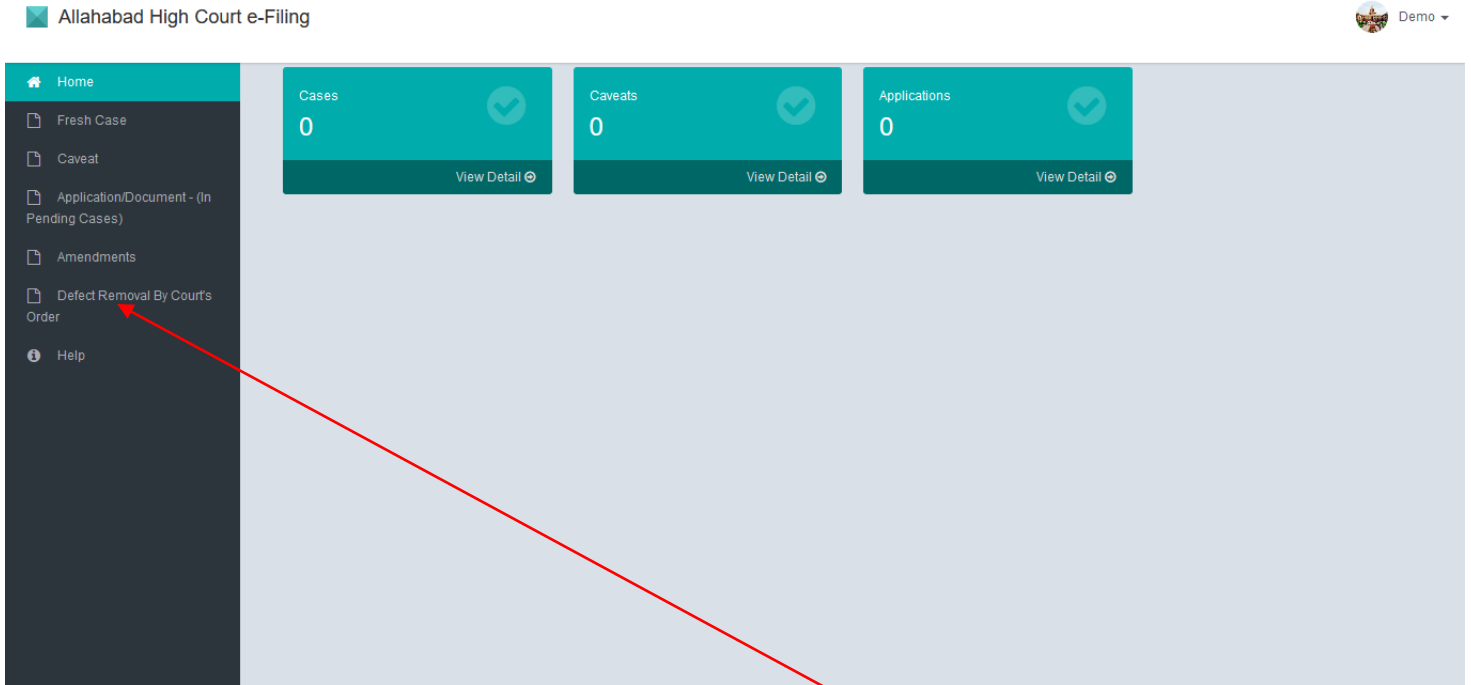 Allahabad High Court e-Filing
Demo
Home
Fresh Case
Caveat
Application/Document - (In
Pending Cases)
Amendments
Defect Removal By Court's
Order
Help
Cases
0
View Detail
Caveats
0
View Detail
Applications
0
View Detail